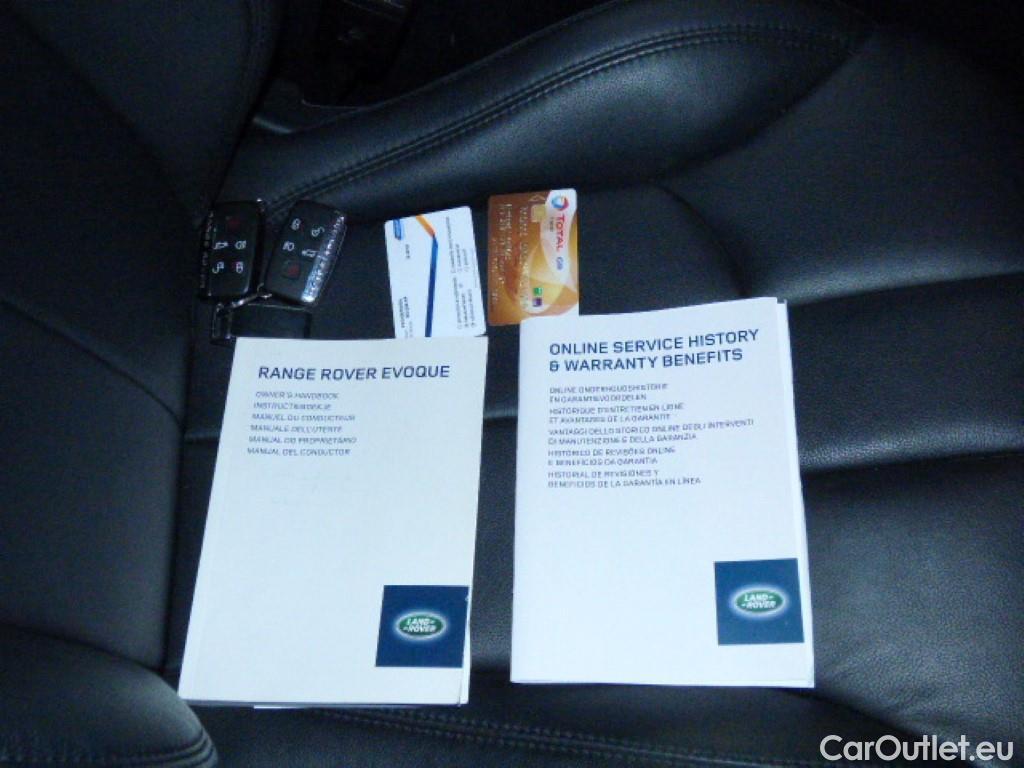 TOTAL GR
RANGE ROVER EVOQUE
OWNER'S HANDBOOK
INSTRUCTIEBOEKJE
MANUEL DU CONDUCTEUR
MANUALE DELL'UTENTE
MANUAL DO PROPRIETÁRIO
MANUAL DEL CONDUCTOR
LAND-
ROVER
ONLINE SERVICE HISTORY
& WARRANTY BENEFITS
ONLINE ONDERHOUDSHISTORIE
EN GARANTIEVOORDELEN
HISTORIQUE D'ENTRETIEN EN LIGNE
ET AVANTAGES DE LA GARANTIE
VANTAGGI DELLO STORICO ONLINE DEGLI INTERVENTI
DI MANUTENZIONE E DELLA GARANZIA
HISTÓRICO DE REVISÕES ONLINE
E BENEFÍCIOS DA GARANTIA
HISTORIAL DE REVISIONES Y
BENEFICIOS DE LA GARANTÍA EN LÍNEA
LAND-
ROVER
CarOutlet.eu